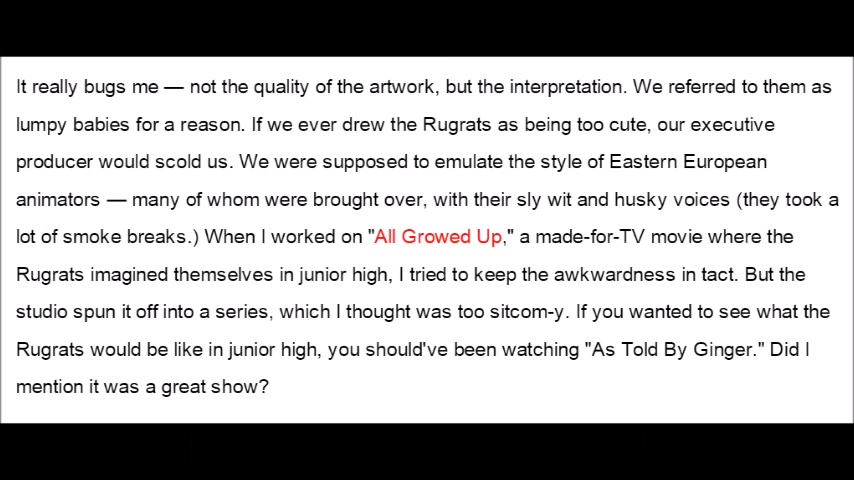 It really bugs me — not the quality of the artwork, but the interpretation. We referred to them as
lumpy babies for a reason. If we ever drew the Rugrats as being too cute, our executive
producer would scold us. We were supposed to emulate the style of Eastern European
animators — many of whom were brought over, with their sly wit and husky voices (they took a
lot of smoke breaks.) When I worked on "All Growed Up," a made-for-TV movie where the
Rugrats imagined themselves in junior high, I tried to keep the awkwardness in tact. But the
studio spun it off into a series, which I thought was too sitcom-y. If you wanted to see what the
Rugrats would be like in junior high, you should've been watching "As Told By Ginger." Did I
mention it was a great show?